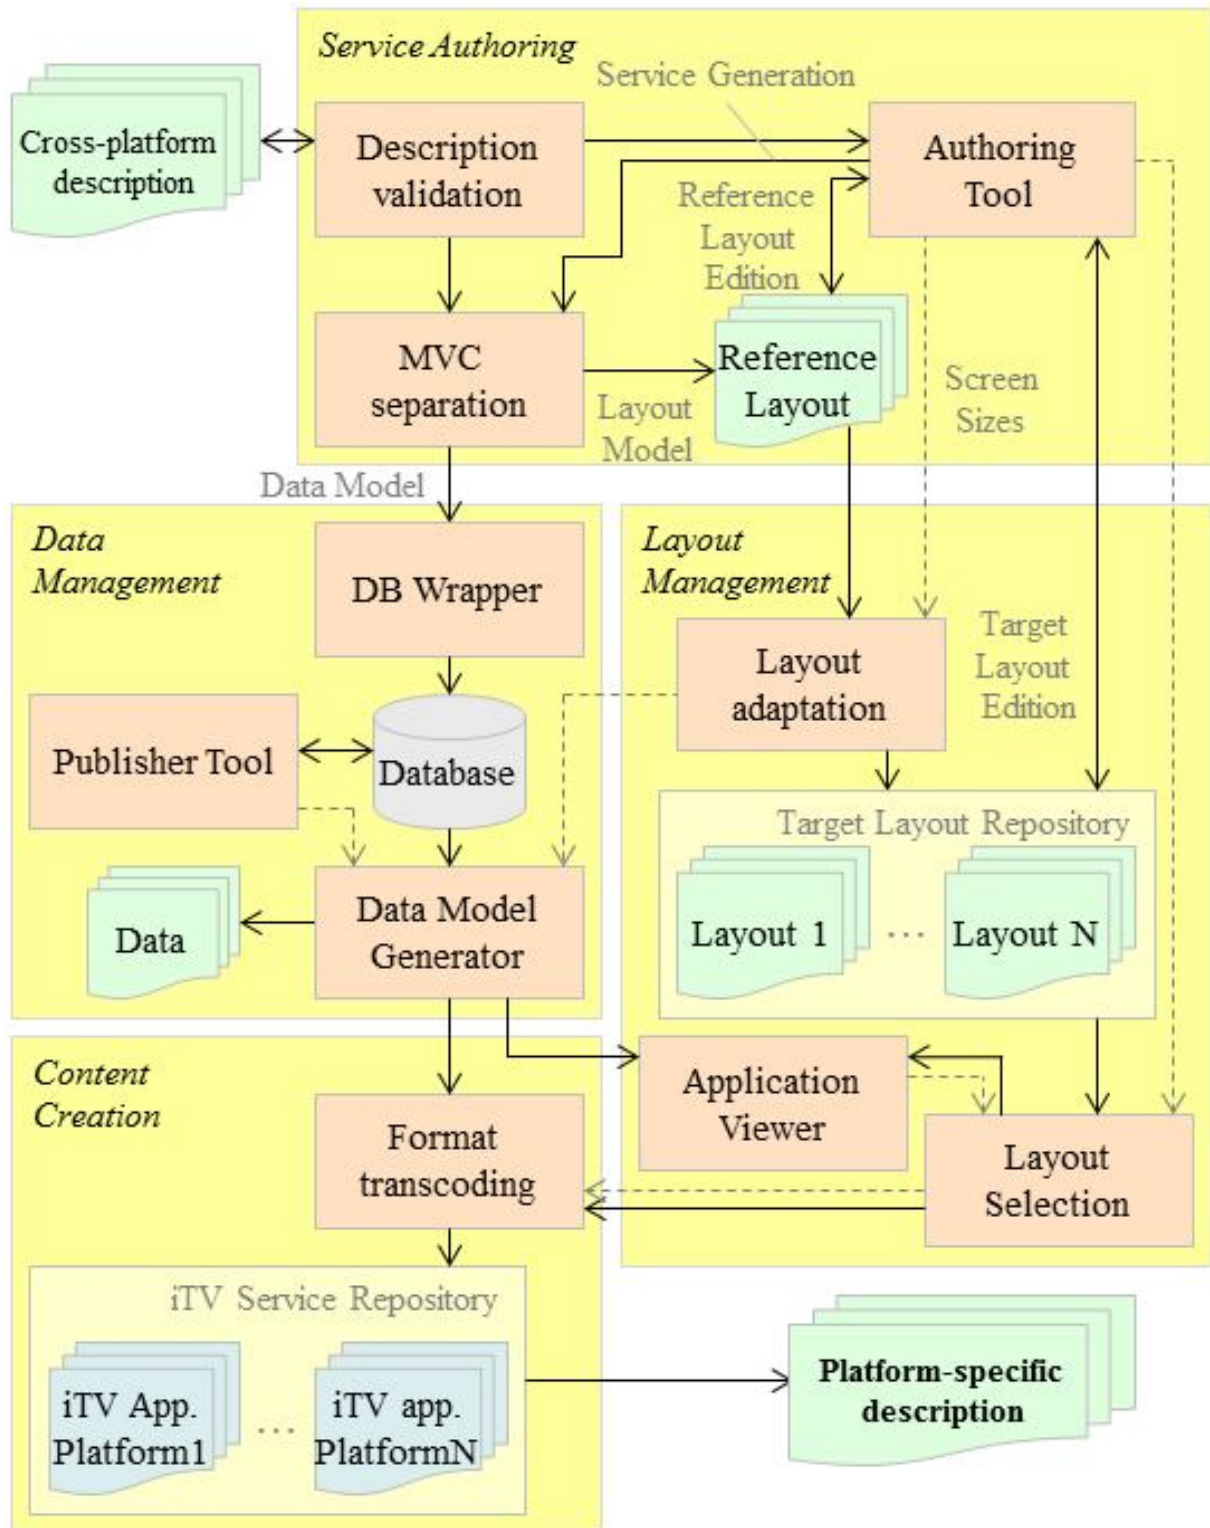 Service Authoring
Service Generation
Cross-platform
description
Description
validation
Authoring
Tool
Reference
Layout
Edition
MVC
separation
Reference
Layout
Layout
Model
Screen
Sizes
Data Model
Data
Management
DB Wrapper
Layout
Management
Layout
adaptation
Target
Layout
Edition
Publisher Tool
Database
Target Layout Repository
Layout 1
...
Layout N
Data
Data Model
Generator
Content
Creation
Application
Viewer
Format
transcoding
Layout
Selection
iTV Service Repository
iTV App.
Platform1
...
iTV app.
PlatformN
Platform-specific
description